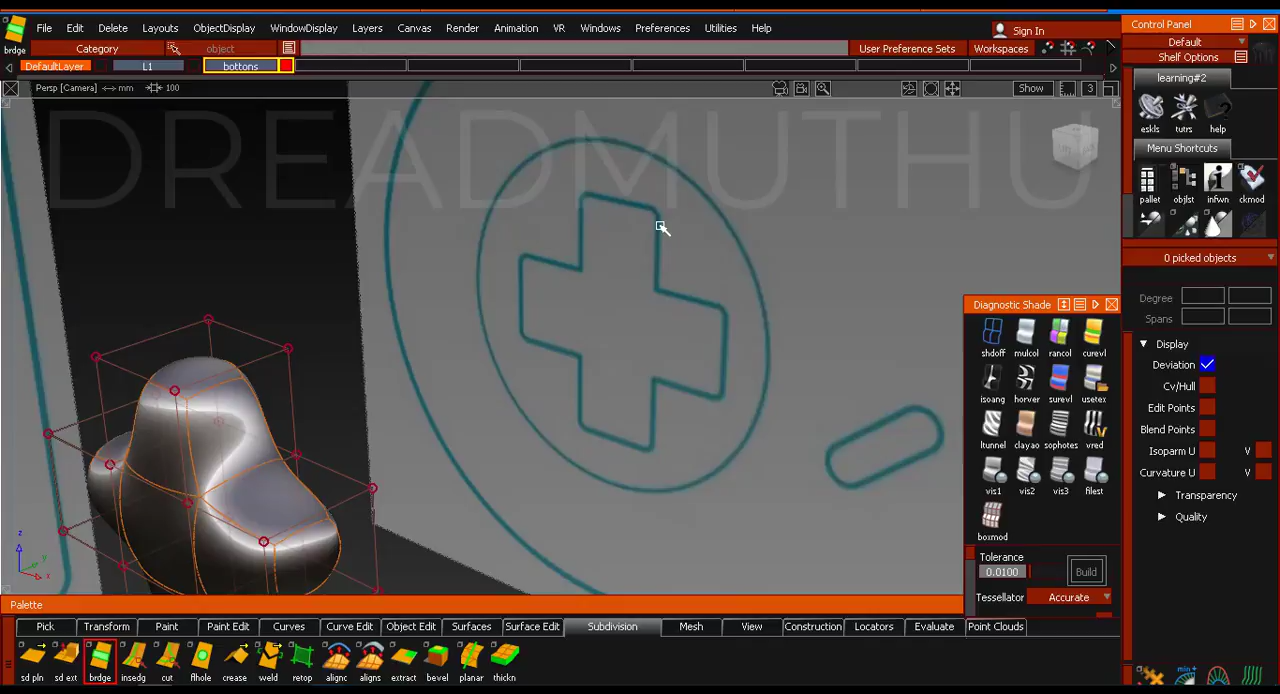 File Edit Delete Layouts ObjectDisplay WindowDisplay Layers Canvas Render Animation VR Windows Preferences Utilities Help
Sign In
Control Panel
Default
brdge
Category
object
User Preference Sets
Workspaces
Shelf Options
DefaultLayer
L1
bottons
learning#2
Persp [Camera]
mm
100
Show
3
DREADMUTHU
eskls tutrs help
Menu Shortcuts
pallet objlst infwn ckmod
0 picked objects
Degree
Spans
Display
Deviation
Cv/Hull
Edit Points
Blend Points
Isoparm U V
Curvature U V
Transparency
Quality
Diagnostic Shade
shdoff mulcol rancol curevl
isoang horver surevl usetex
ltunnel clayao sophotes vred
vis1 vis2 vis3 filest
boxmod
Tolerance
0.0100
Build
Tessellator Accurate
z
y
x
Palette
Pick Transform Paint Paint Edit Curves Curve Edit Object Edit Surfaces Surface Edit Subdivision Mesh View Construction Locators Evaluate Point Clouds
sd pln sd ext brdge insedg cut flhole crease weld retop alignc aligns extract bevel planar thickn
min